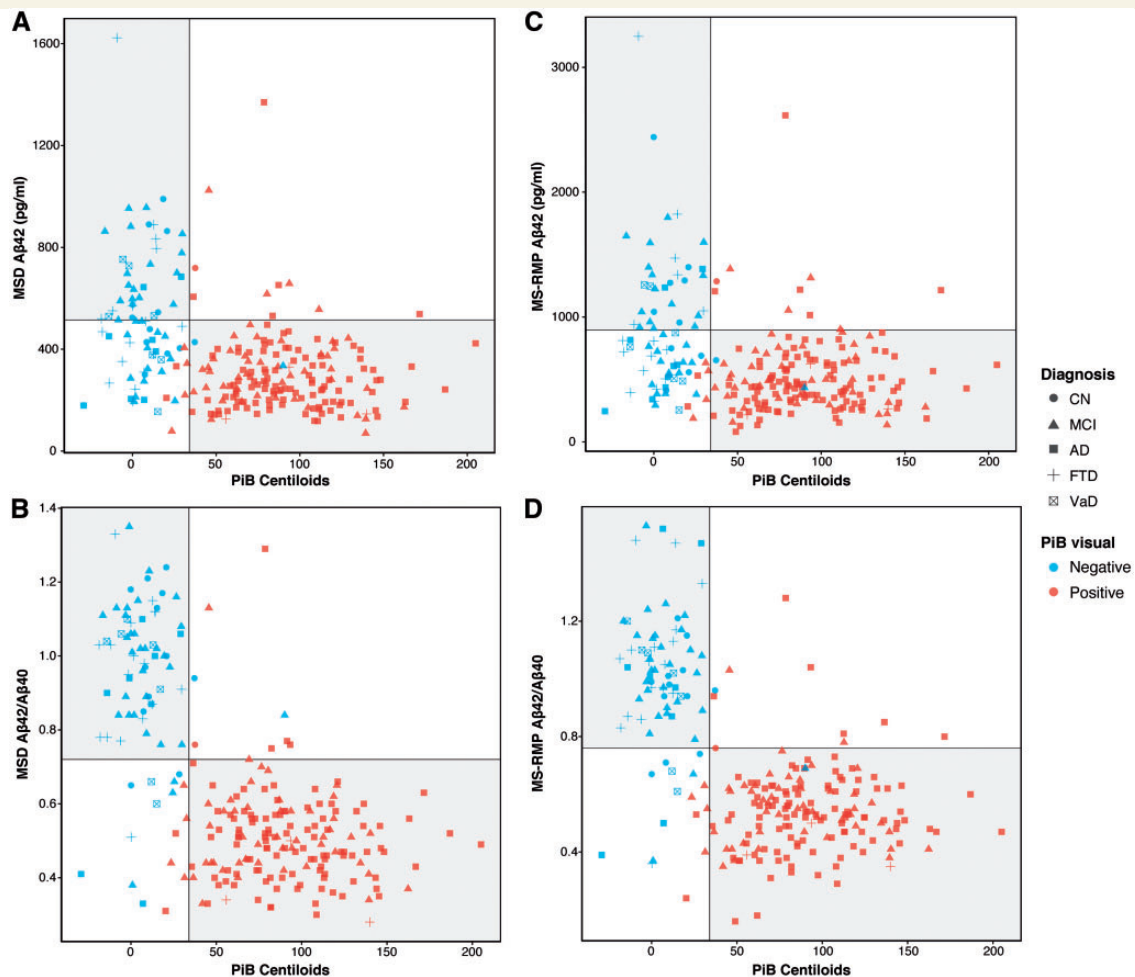 A
1600
1200
800
400
0
MSD Aβ42 (pg/ml)
0
50
100
150
200
PiB Centiloids
C
3000
2000
1000
0
MS-RMP Aβ42 (pg/ml)
0
50
100
150
200
PiB Centiloids
B
1.4
1.2
1.0
0.8
0.6
0.4
MSD Aβ42/Aβ40
0
50
100
150
200
PiB Centiloids
D
1.2
0.8
0.4
MS-RMP Aβ42/Aβ40
0
50
100
150
200
PiB Centiloids
Diagnosis
CN
MCI
AD
FTD
VaD
PiB visual
Negative
Positive